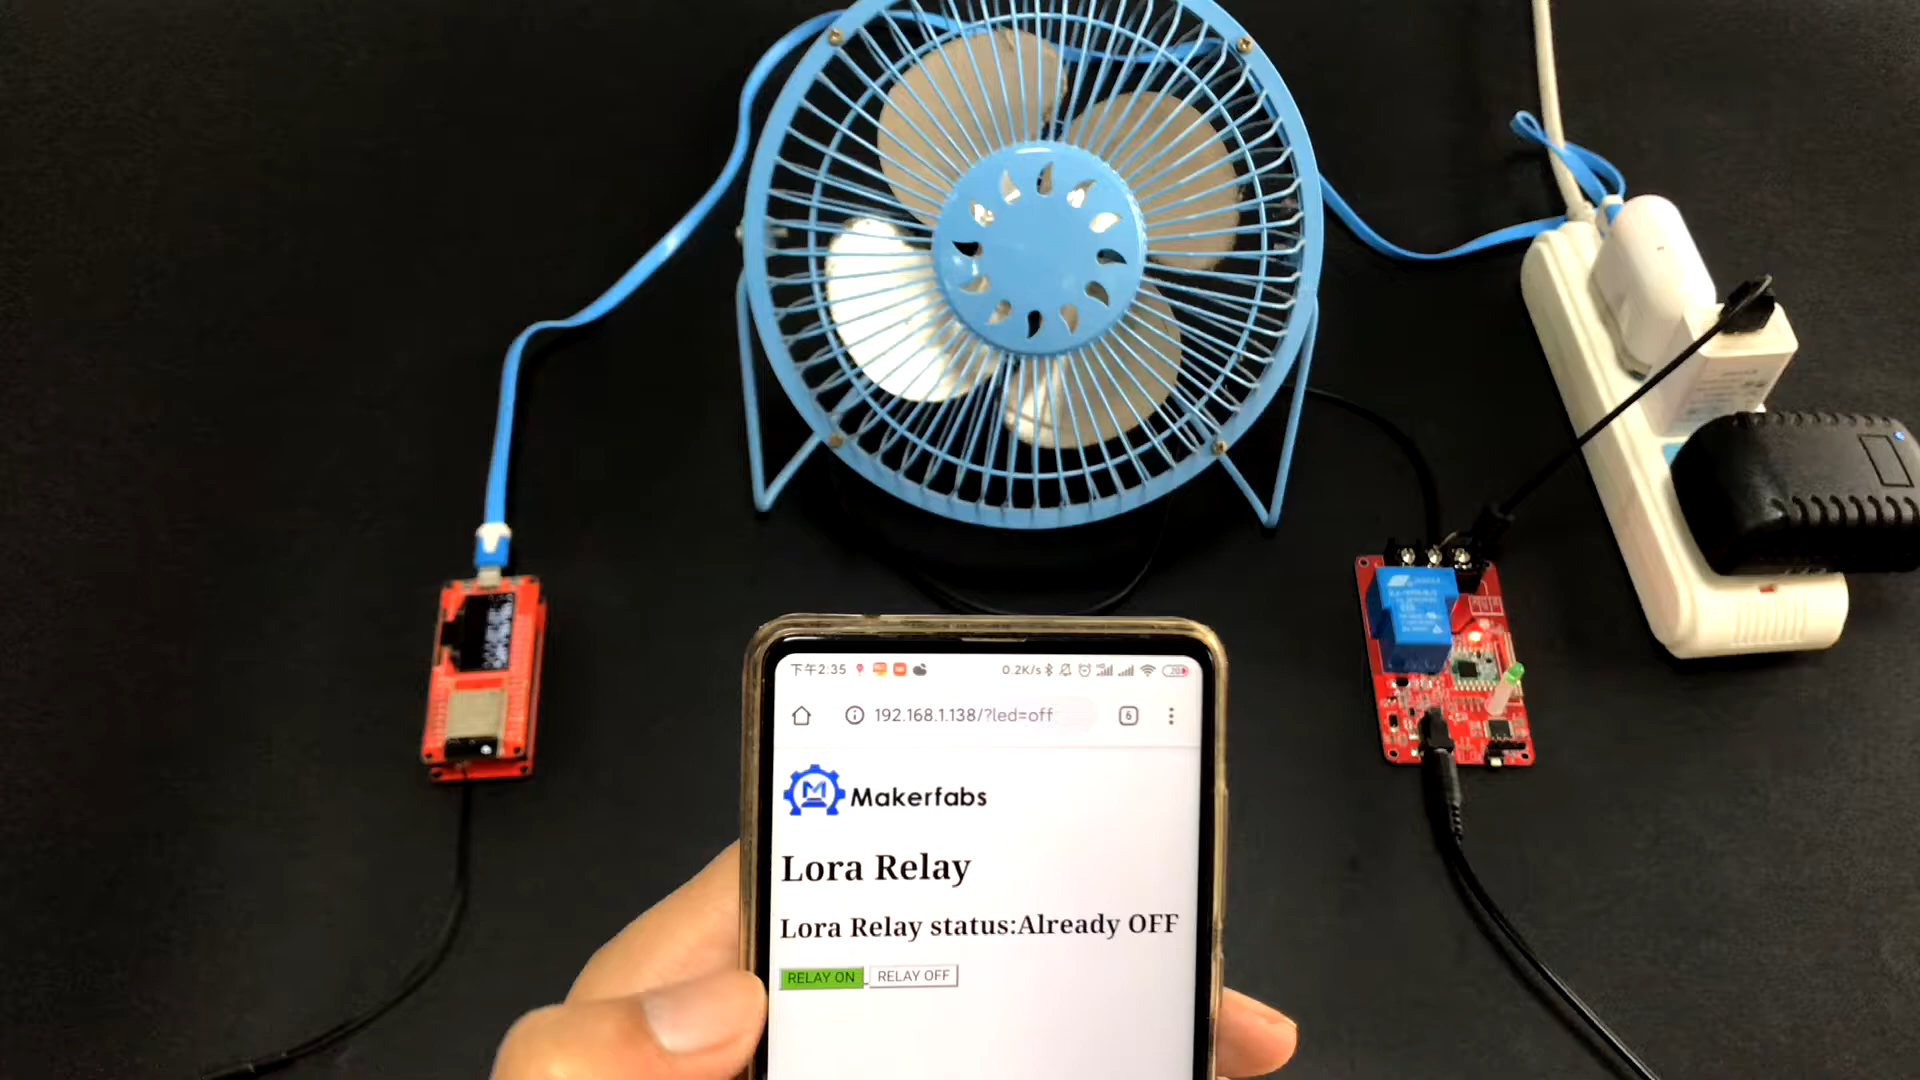 下午2:35
0.2K/s
192.168.1.138/?led=off
6
Makerfabs
Lora Relay
Lora Relay status:Already OFF
RELAY ON RELAY OFF